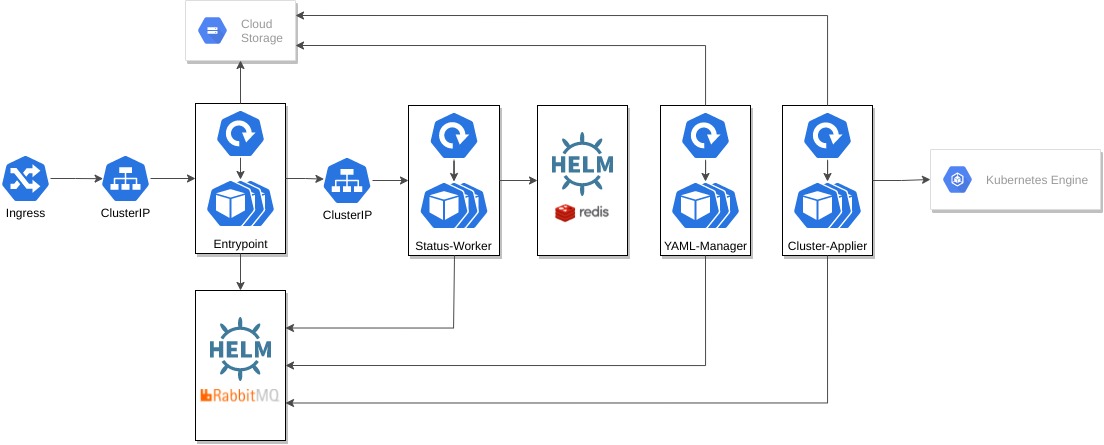 Cloud
Storage
Ingress
ClusterIP
Entrypoint
ClusterIP
Status-Worker
HELM
redis
YAML-Manager
Cluster-Applier
Kubernetes Engine
HELM
RabbitMQ